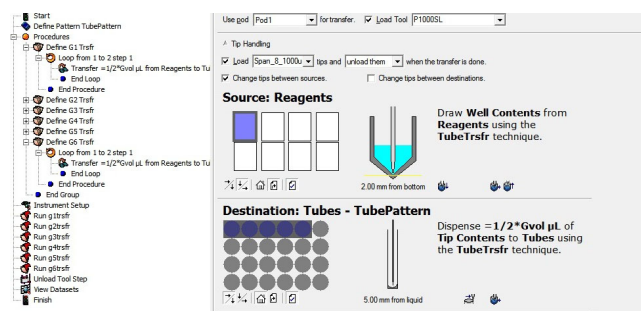 Start
Define Pattern TubePattern
Procedures
Define G1 Trsfr
Loop from 1 to 2 step 1
Transfer =1/2*Gvol µL from Reagents to Tu
End Loop
End Procedure
Define G2 Trsfr
Define G3 Trsfr
Define G4 Trsfr
Define G5 Trsfr
Define G6 Trsfr
Loop from 1 to 2 step 1
Transfer =1/2*Gvol µL from Reagents to Tu
End Loop
End Procedure
End Group
Instrument Setup
Run g1trsfr
Run g2trsfr
Run g3trsfr
Run g4trsfr
Run g5trsfr
Run g6trsfr
Unload Tool Step
View Datasets
Finish
Use pod Pod1 for transfer. Load Tool P1000SL
Tip Handling
Load Span_8_1000u tips and unload them when the transfer is done.
Change tips between sources. Change tips between destinations.
Source: Reagents
Draw Well Contents from
Reagents using the
TubeTrsfr technique.
2.00 mm from bottom
Destination: Tubes - TubePattern
Dispense =1/2*Gvol µL of
Tip Contents to Tubes using
the TubeTrsfr technique.
5.00 mm from liquid